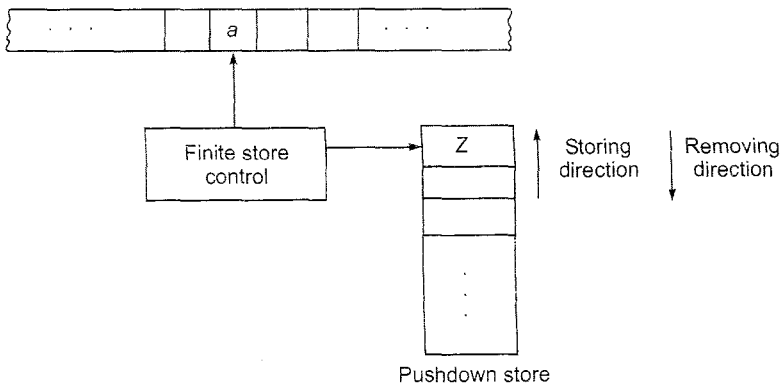 . . . a . . .
Finite store
control
Z
Storing
direction
Removing
direction
.
.
.
Pushdown store